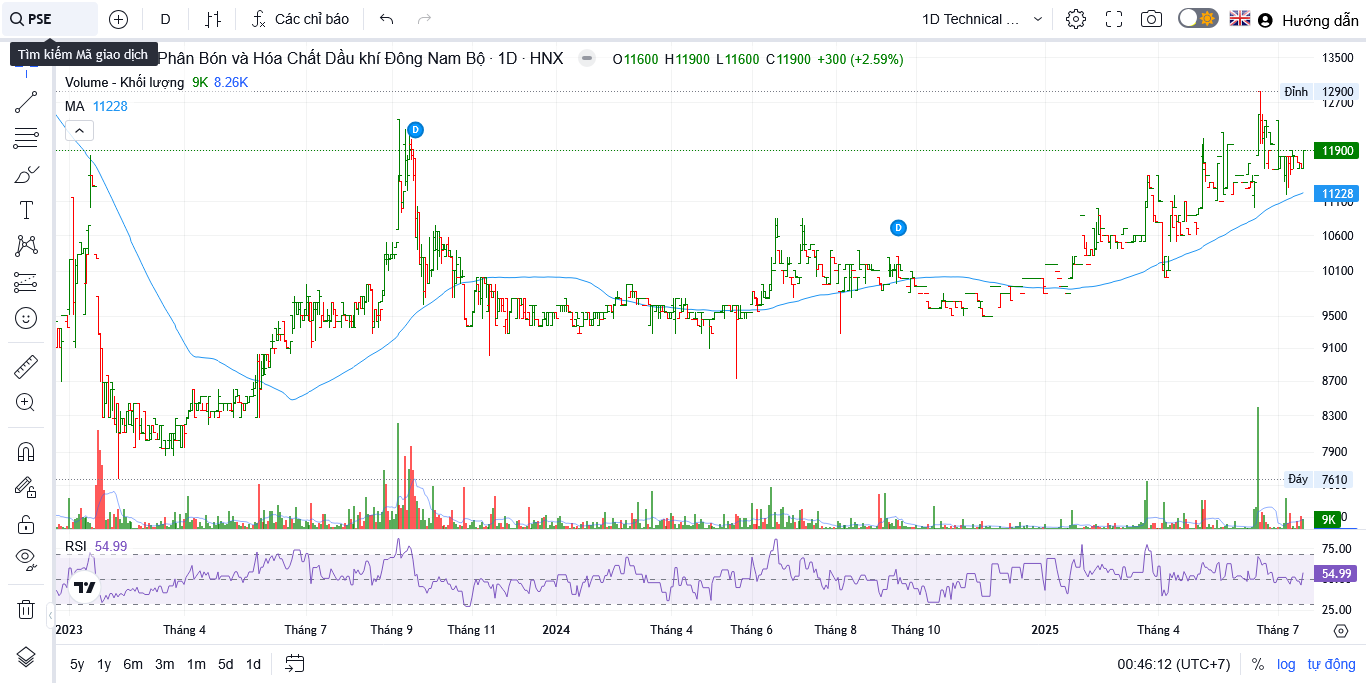 PSE
D
Các chỉ báo
1D Technical ...
Hướng dẫn
Tìm kiếm Mã giao dịch
Phân Bón và Hóa Chất Dầu khí Đông Nam Bộ · 1D · HNX
O11600 H11900 L11600 C11900 +300 (+2.59%)
Volume - Khối lượng 9K 8.26K
MA 11228
D
D
13500
Đỉnh 12900
12700
11900
11228
11100
10600
10100
9500
9100
8700
8300
7900
Đáy 7610
9K
RSI 54.99
75.00
54.99
25.00
2023
Tháng 4
Tháng 7
Tháng 9
Tháng 11
2024
Tháng 4
Tháng 6
Tháng 8
Tháng 10
2025
Tháng 4
Tháng 7
5y 1y 6m 3m 1m 5d 1d
00:46:12 (UTC+7)
%
log
tự động